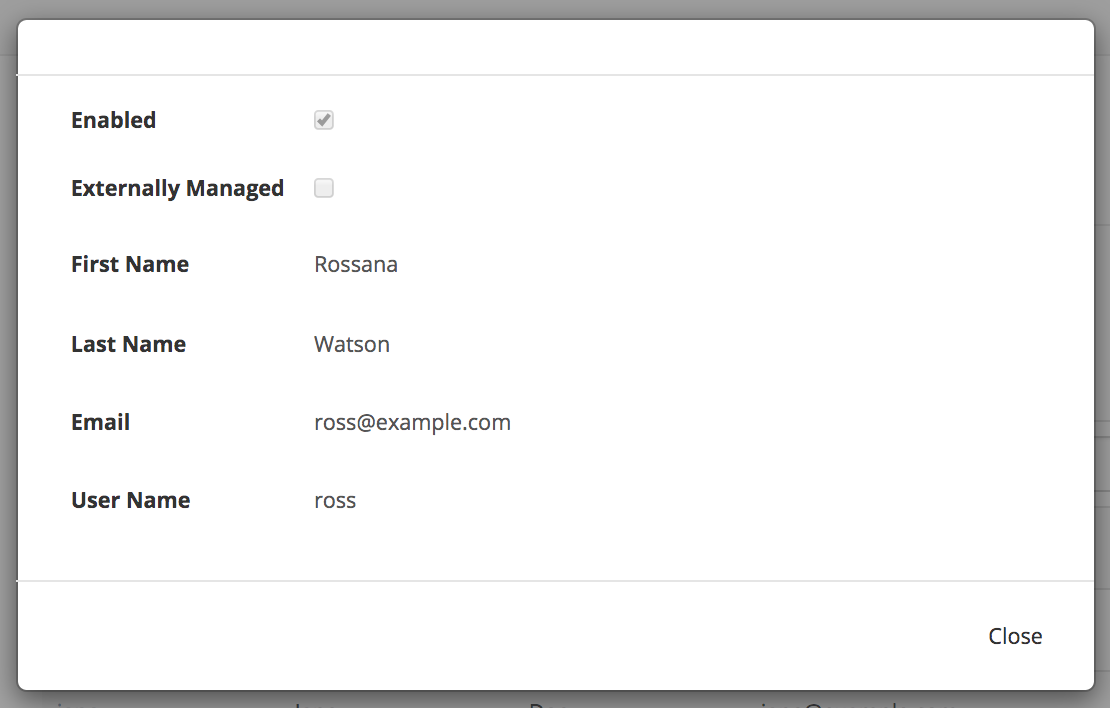 Enabled
Externally Managed
First Name Rossana
Last Name Watson
Email ross@example.com
User Name ross
Close